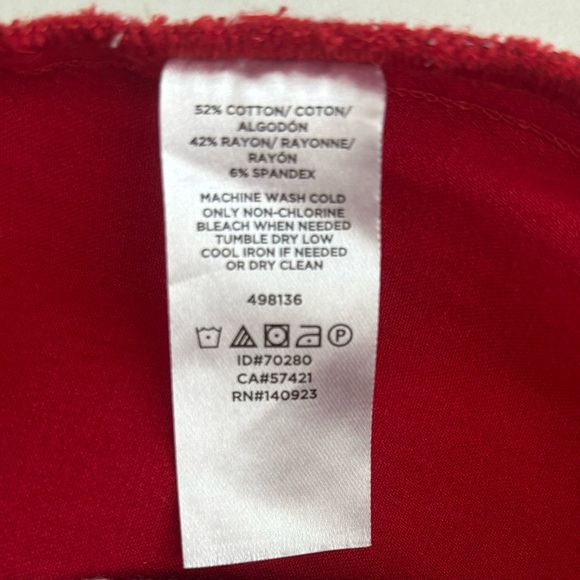 52% COTTON/ COTON/
ALGODÓN
42% RAYON/ RAYONNE/
RAYÓN
6% SPANDEX
MACHINE WASH COLD
ONLY NON-CHLORINE
BLEACH WHEN NEEDED
TUMBLE DRY LOW
COOL IRON IF NEEDED
OR DRY CLEAN
498136
P
ID#70280
CA#57421
RN#140923